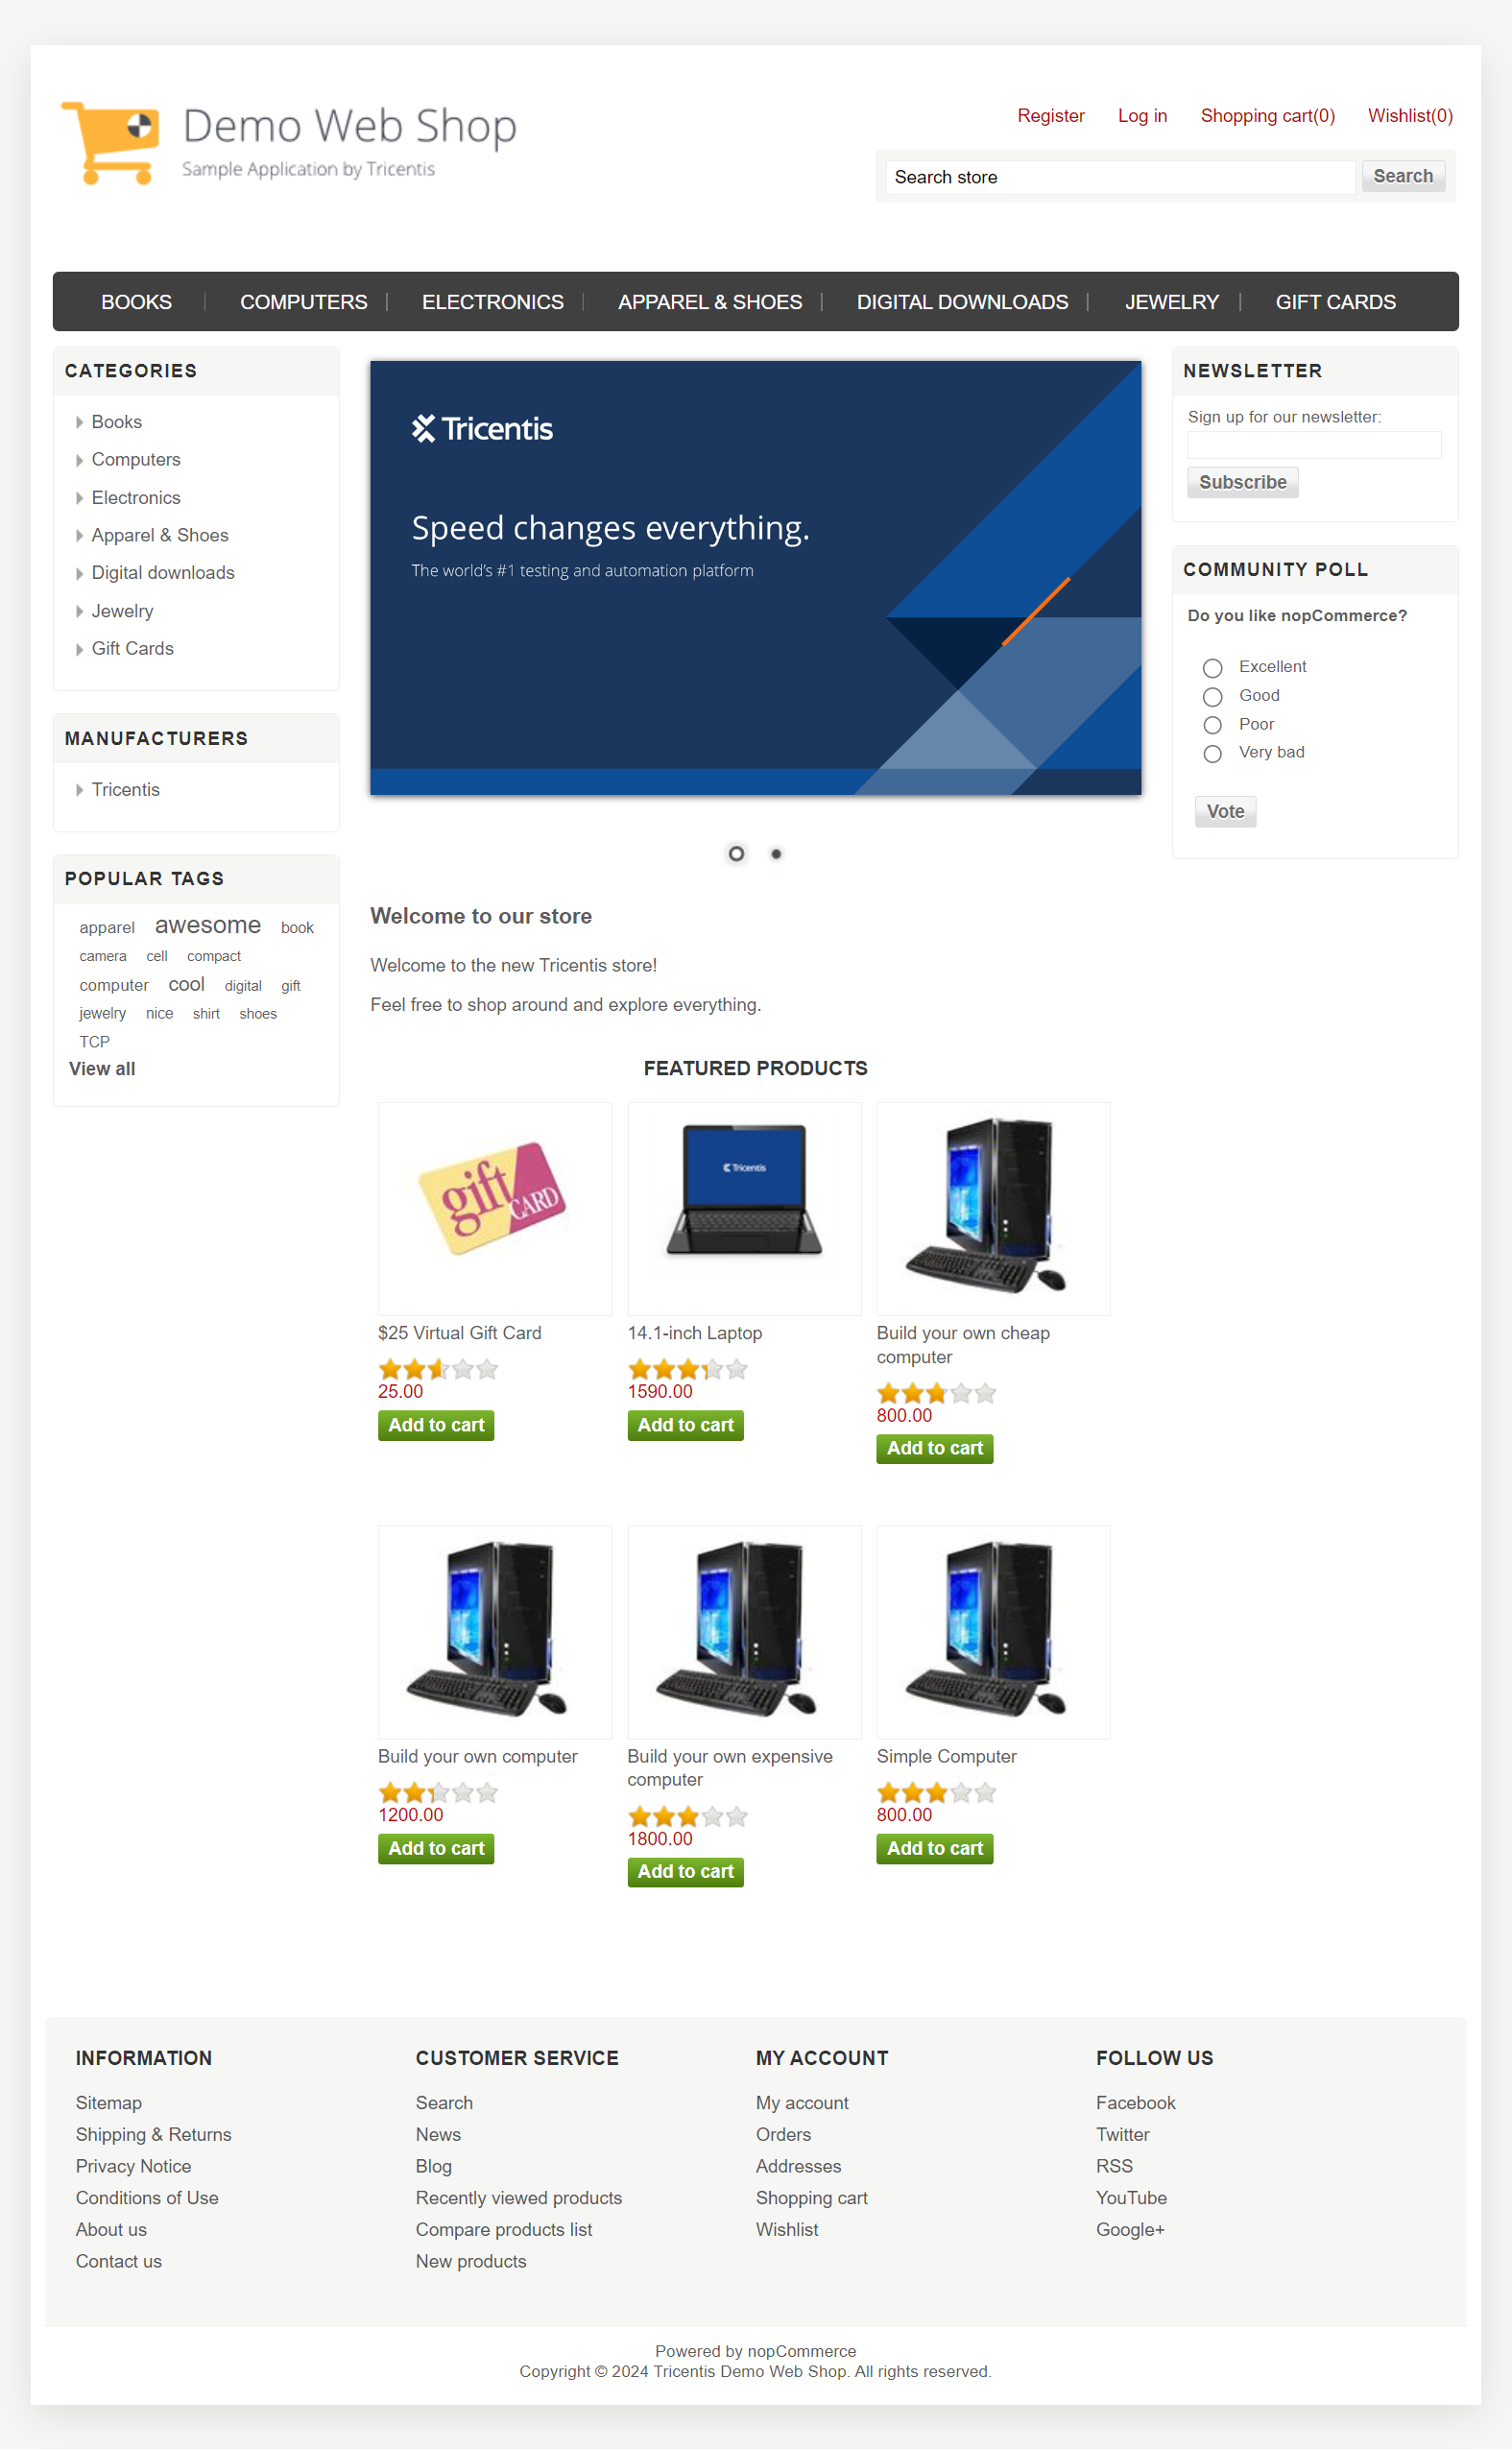 Demo Web Shop
Sample Application by Tricentis
Register Log in Shopping cart(0) Wishlist(0)
Search store Search
BOOKS COMPUTERS ELECTRONICS APPAREL & SHOES DIGITAL DOWNLOADS JEWELRY GIFT CARDS
CATEGORIES
Books
Computers
Electronics
Apparel & Shoes
Digital downloads
Jewelry
Gift Cards
MANUFACTURERS
Tricentis
POPULAR TAGS
apparel awesome book
camera cell compact
computer cool digital gift
jewelry nice shirt shoes
TCP
View all
Tricentis
Speed changes everything.
The world's #1 testing and automation platform
Welcome to our store
Welcome to the new Tricentis store!
Feel free to shop around and explore everything.
FEATURED PRODUCTS
gift CARD
$25 Virtual Gift Card
25.00
Add to cart
Tricentis
14.1-inch Laptop
1590.00
Add to cart
Build your own cheap
computer
800.00
Add to cart
Build your own computer
1200.00
Add to cart
Build your own expensive
computer
1800.00
Add to cart
Simple Computer
800.00
Add to cart
NEWSLETTER
Sign up for our newsletter:
Subscribe
COMMUNITY POLL
Do you like nopCommerce?
Excellent
Good
Poor
Very bad
Vote
INFORMATION
Sitemap
Shipping & Returns
Privacy Notice
Conditions of Use
About us
Contact us
CUSTOMER SERVICE
Search
News
Blog
Recently viewed products
Compare products list
New products
MY ACCOUNT
My account
Orders
Addresses
Shopping cart
Wishlist
FOLLOW US
Facebook
Twitter
RSS
YouTube
Google+
Powered by nopCommerce
Copyright © 2024 Tricentis Demo Web Shop. All rights reserved.